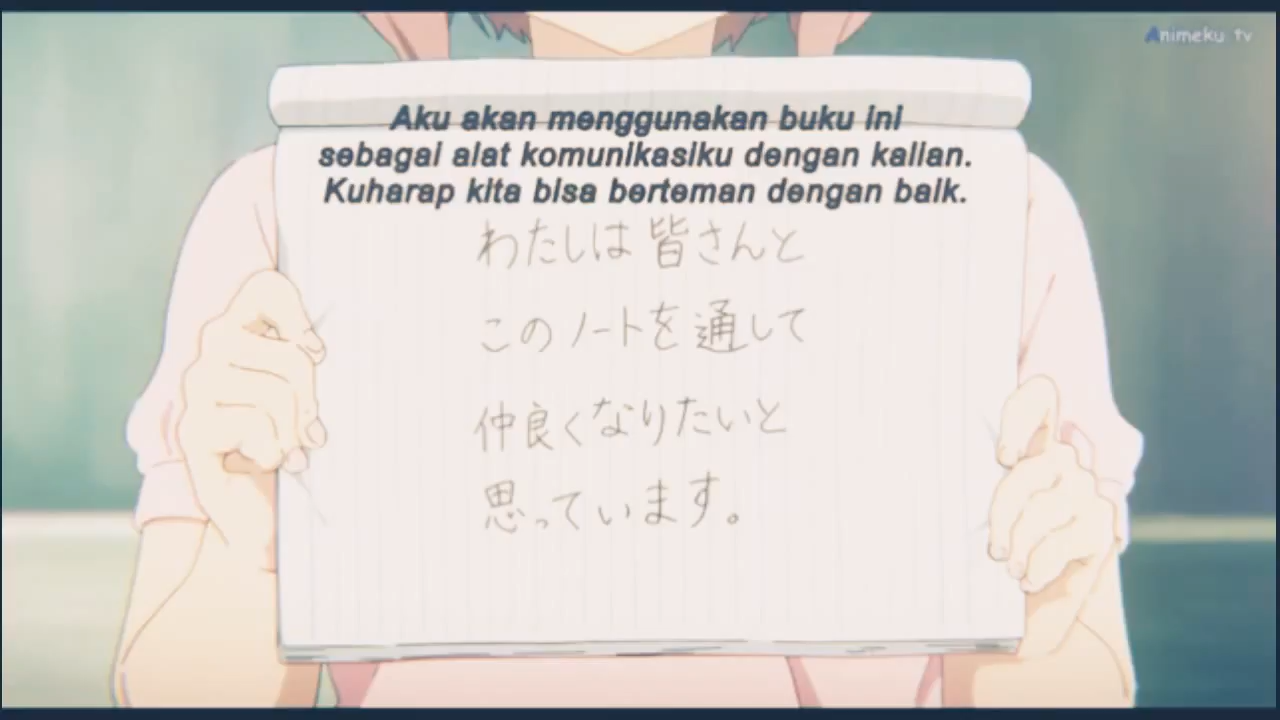 Animeku tv
Aku akan menggunakan buku ini
sebagai alat komunikasiku dengan kalian.
Kuharap kita bisa berteman dengan baik.
わたしは皆さんと
このノートを通して
仲良くなりたいと
思っています。